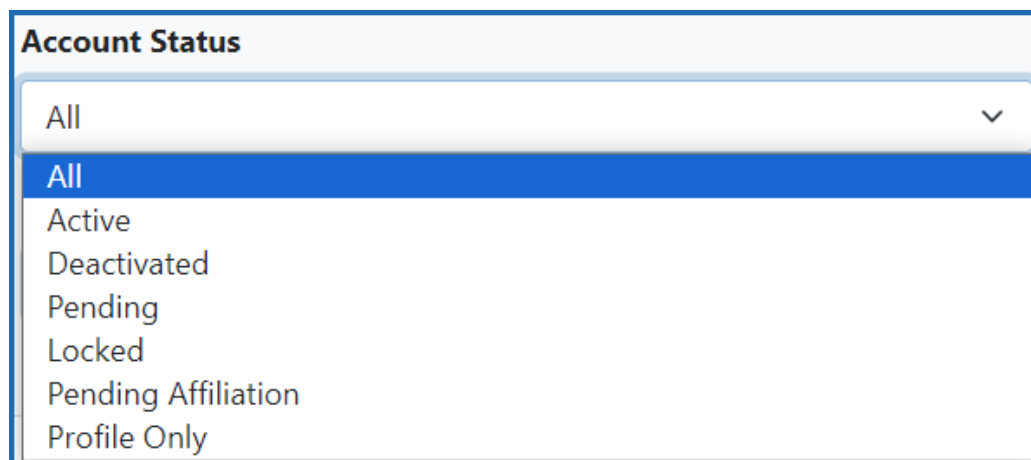 Account Status
All
All
Active
Deactivated
Pending
Locked
Pending Affiliation
Profile Only